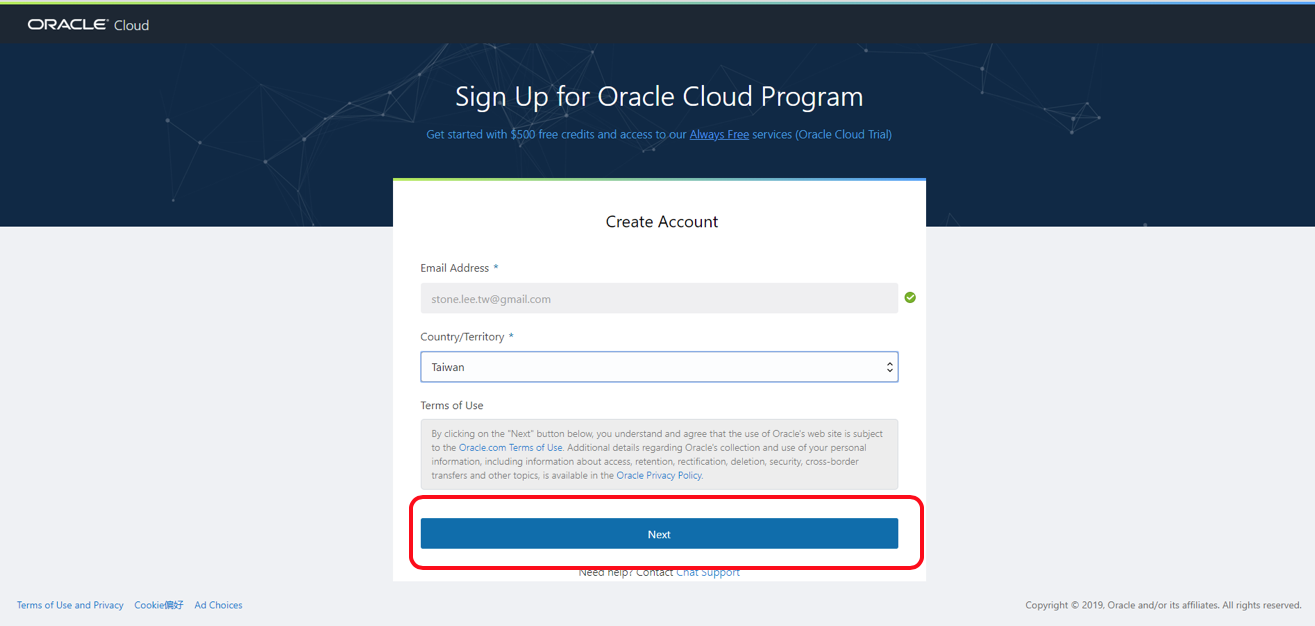 ORACLE Cloud
Sign Up for Oracle Cloud Program
Get started with $500 free credits and access to our Always Free services (Oracle Cloud Trial)
Create Account
Email Address *
stone.lee.tw@gmail.com
Country/Territory *
Taiwan
Terms of Use
By clicking on the "Next" button below, you understand and agree that the use of Oracle's web site is subject
to the Oracle.com Terms of Use. Additional details regarding Oracle's collection and use of your personal
information, including information about access, retention, rectification, deletion, security, cross-border
transfers and other topics, is available in the Oracle Privacy Policy.
Next
Need help? Contact Chat Support
Terms of Use and Privacy Cookie偏好 Ad Choices
Copyright © 2019, Oracle and/or its affiliates. All rights reserved.